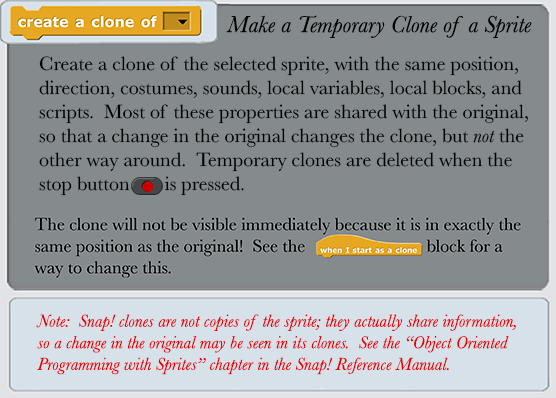 create a clone of
Make a Temporary Clone of a Sprite
Create a clone of the selected sprite, with the same position,
direction, costumes, sounds, local variables, local blocks, and
scripts. Most of these properties are shared with the original,
so that a change in the original changes the clone, but not the
other way around. Temporary clones are deleted when the
stop button is pressed.
The clone will not be visible immediately because it is in exactly the
same position as the original! See the when I start as a clone block for a
way to change this.
Note: Snap! clones are not copies of the sprite; they actually share information,
so a change in the original may be seen in its clones. See the “Object Oriented
Programming with Sprites” chapter in the Snap! Reference Manual.